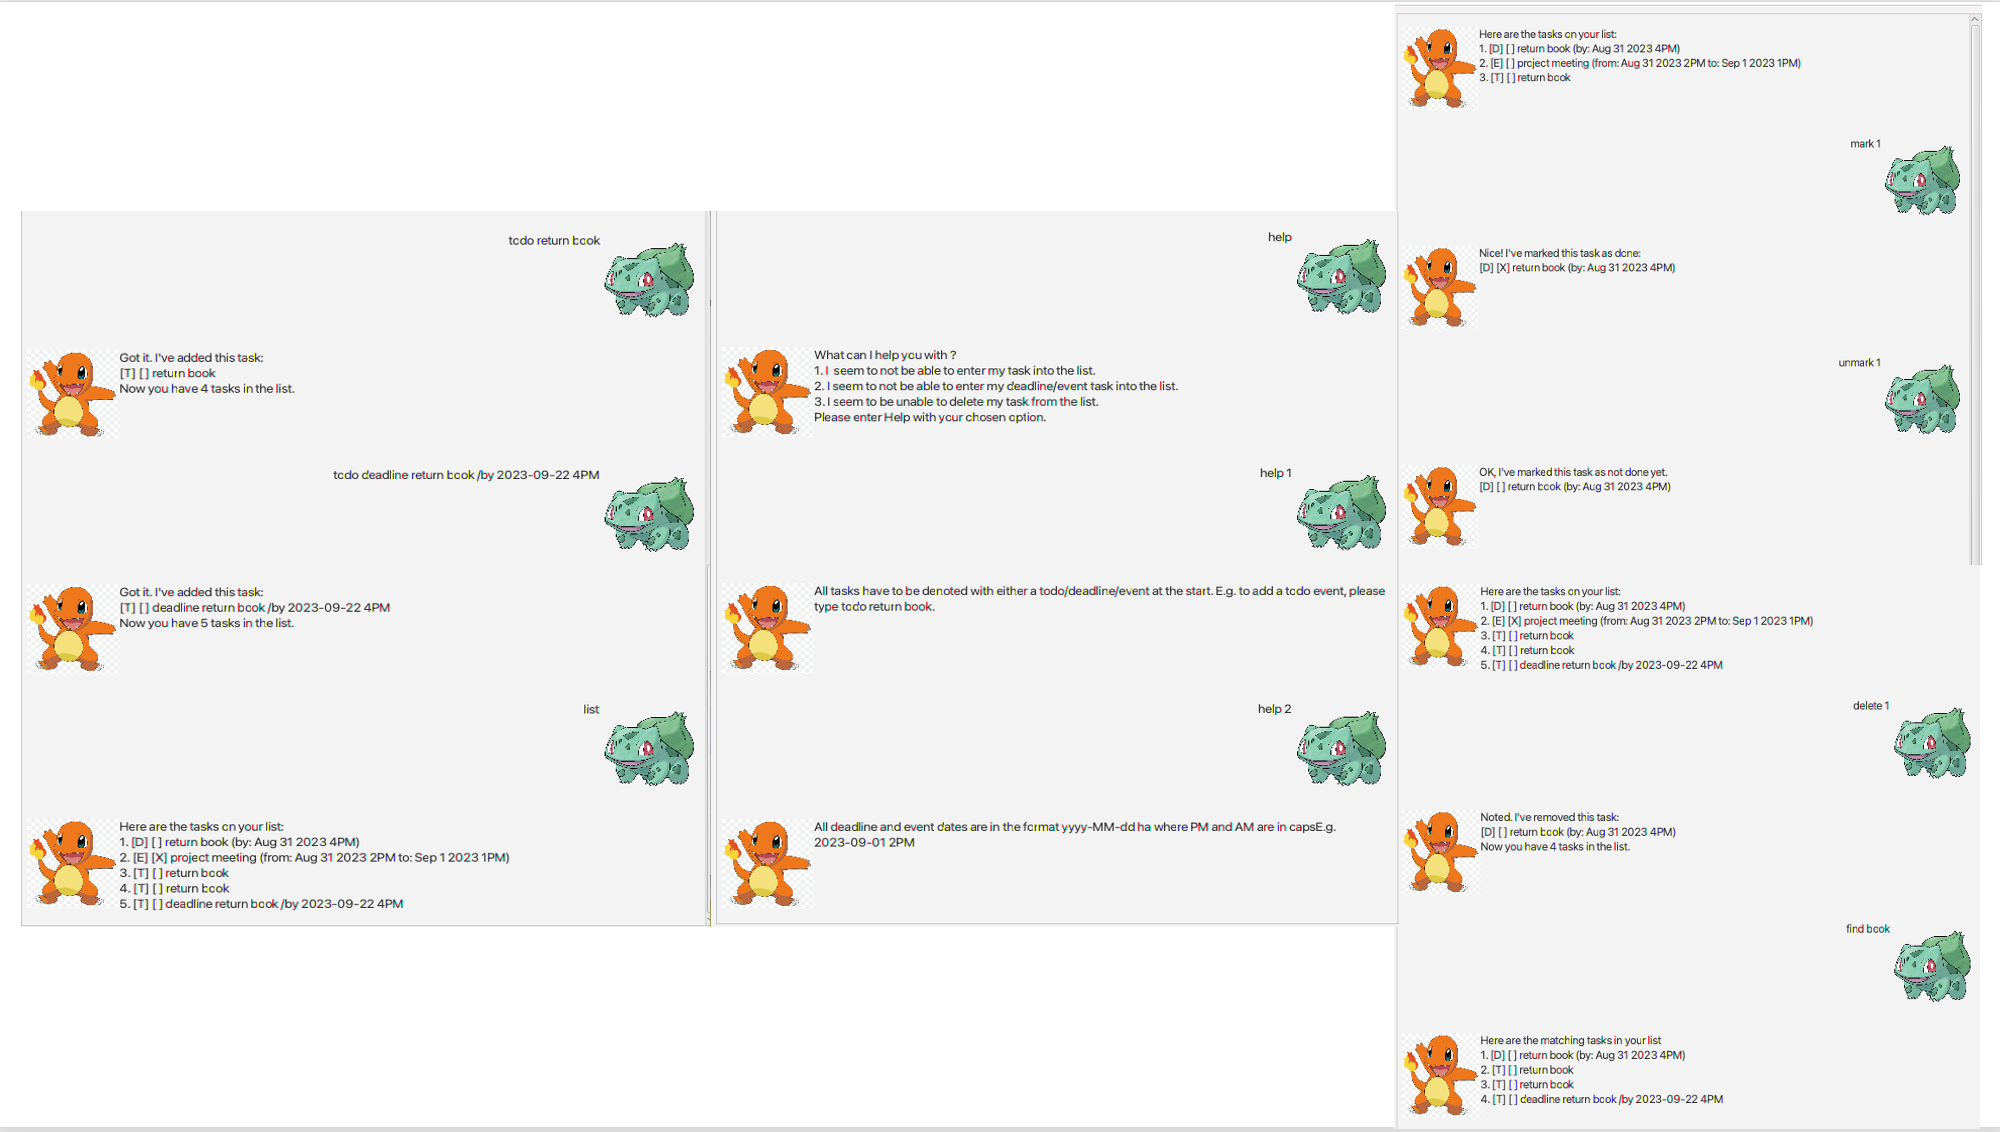 todo return book
Got it. I've added this task:
[T] [ ] return book
Now you have 4 tasks in the list.
todo deadline return book /by 2023-09-22 4PM
Got it. I've added this task:
[T] [ ] deadline return book /by 2023-09-22 4PM
Now you have 5 tasks in the list.
list
Here are the tasks on your list:
1. [D] [ ] return book (by: Aug 31 2023 4PM)
2. [E] [X] project meeting (from: Aug 31 2023 2PM to: Sep 1 2023 1PM)
3. [T] [ ] return book
4. [T] [ ] return book
5. [T] [ ] deadline return book /by 2023-09-22 4PM
help
What can I help you with ?
1. I  seem to not be able to enter my task into the list.
2. I seem to not be able to enter my deadline/event task into the list.
3. I seem to be unable to delete my task from the list.
Please enter Help with your chosen option.
help 1
All tasks have to be denoted with either a todo/deadline/event at the start. E.g. to add a todo event, please
type todo return book.
help 2
All deadline and event dates are in the format yyyy-MM-dd ha where PM and AM are in capsE.g.
2023-09-01 2PM
Here are the tasks on your list:
1. [D] [ ] return book (by: Aug 31 2023 4PM)
2. [E] [ ] project meeting (from: Aug 31 2023 2PM to: Sep 1 2023 1PM)
3. [T] [ ] return book
mark 1
Nice! I've marked this task as done:
[D] [X] return book (by: Aug 31 2023 4PM)
unmark 1
OK, I've marked this task as not done yet.
[D] [ ] return book (by: Aug 31 2023 4PM)
Here are the tasks on your list:
1. [D] [ ] return book (by: Aug 31 2023 4PM)
2. [E] [X] project meeting (from: Aug 31 2023 2PM to: Sep 1 2023 1PM)
3. [T] [ ] return book
4. [T] [ ] return book
5. [T] [ ] deadline return book /by 2023-09-22 4PM
delete 1
Noted. I've removed this task:
[D] [ ] return book (by: Aug 31 2023 4PM)
Now you have 4 tasks in the list.
find book
Here are the matching tasks in your list
1. [D] [ ] return book (by: Aug 31 2023 4PM)
2. [T] [ ] return book
3. [T] [ ] return book
4. [T] [ ] deadline return book /by 2023-09-22 4PM